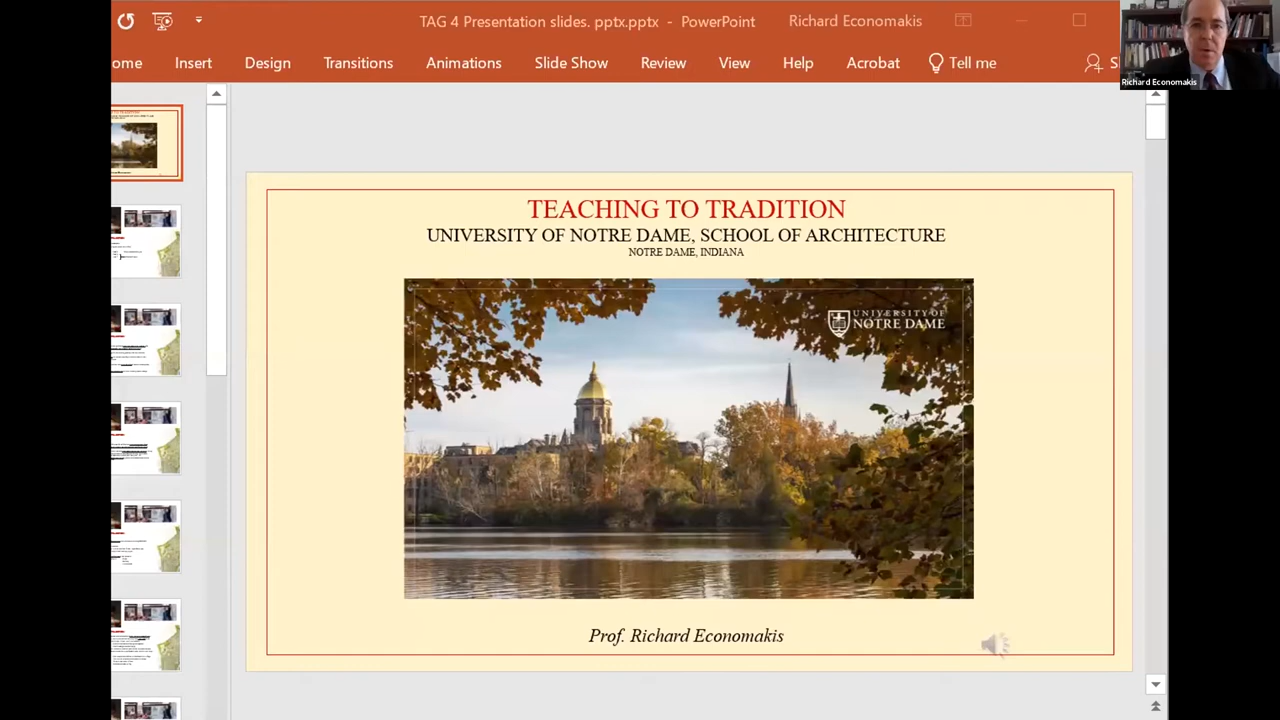 TAG 4 Presentation slides. pptx.pptx - PowerPoint
Richard Economakis
ome
Insert
Design
Transitions
Animations
Slide Show
Review
View
Help
Acrobat
Tell me
Richard Economakis
TEACHING TO TRADITION
UNIVERSITY OF NOTRE DAME, SCHOOL OF ARCHITECTURE
NOTRE DAME, INDIANA
UNIVERSITY OF
NOTRE DAME
Prof. Richard Economakis